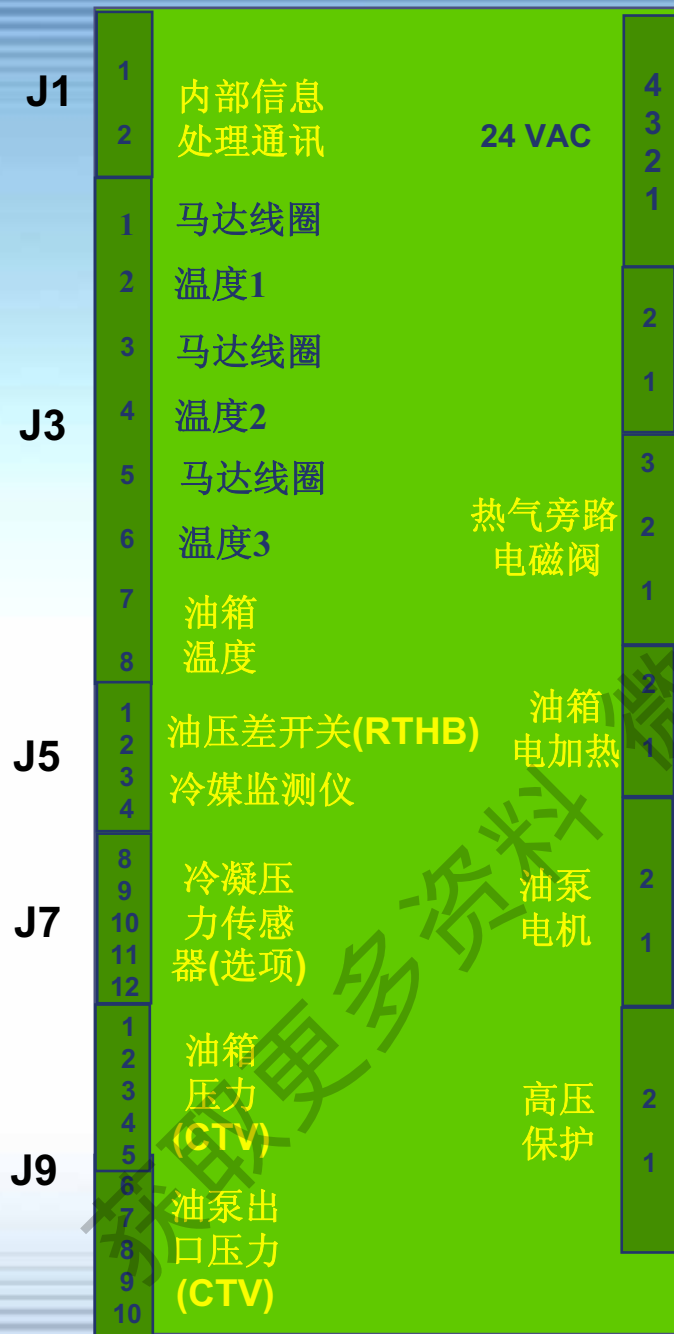 J1
1
2
内部信息
处理通讯
24 VAC
4
3
2
1
J3
1
2
3
4
5
6
7
8
马达线圈
温度1
马达线圈
温度2
马达线圈
温度3
油箱
温度
2
1
热气旁路
电磁阀
3
2
1
J5
1
2
3
4
油压差开关(RTHB)
冷媒监测仪
油箱
电加热
2
1
J7
8
9
10
11
12
冷凝压
力传感
器(选项)
油泵
电机
2
1
J9
1
2
3
4
5
6
7
8
9
10
油箱
压力
(CTV)
油泵出
口压力
(CTV)
高压
保护
2
1
获取更多资料 微